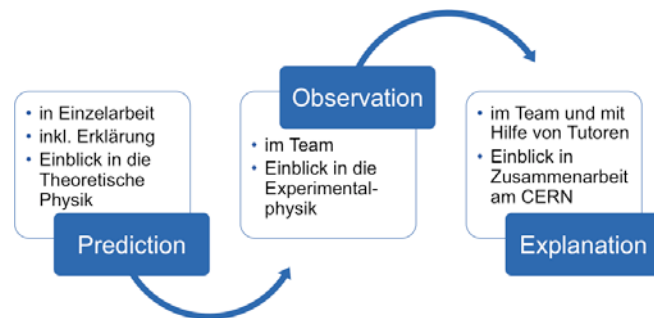 • in Einzelarbeit
• inkl. Erklärung
• Einblick in die
Theoretische
Physik
Prediction
Observation
• im Team
• Einblick in die
Experimental-
physik
• im Team und mit
Hilfe von Tutoren
• Einblick in
Zusammenarbeit
am CERN
Explanation